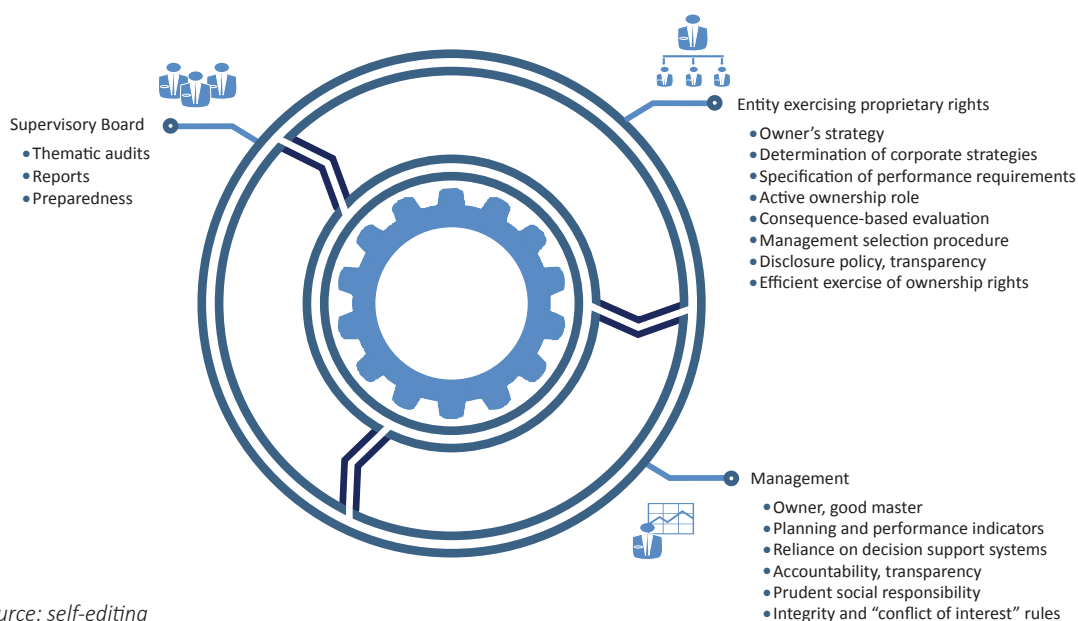 Supervisory Board
•Thematic audits
•Reports
•Preparedness
Entity exercising proprietary rights
•Owner's strategy
•Determination of corporate strategies
•Specification of performance requirements
•Active ownership role
•Consequence-based evaluation
•Management selection procedure
•Disclosure policy, transparency
•Efficient exercise of ownership rights
Management
•Owner, good master
•Planning and performance indicators
•Reliance on decision support systems
•Accountability, transparency
•Prudent social responsibility
•Integrity and “conflict of interest” rules
urce: self-editing